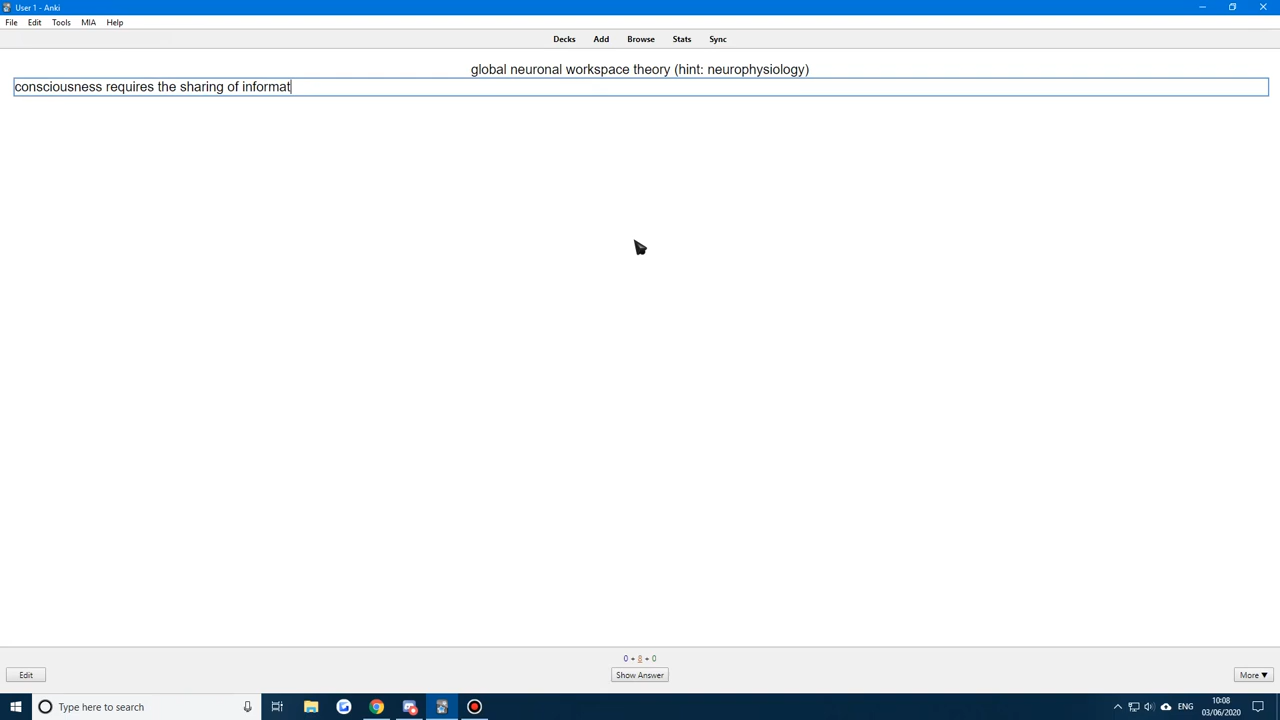 User 1 - Anki
File Edit Tools MIA Help
Decks Add Browse Stats Sync
global neuronal workspace theory (hint: neurophysiology)
consciousness requires the sharing of informat
0 + 8 + 0
Edit Show Answer More ▼
Type here to search
ENG
10:08
03/06/2020